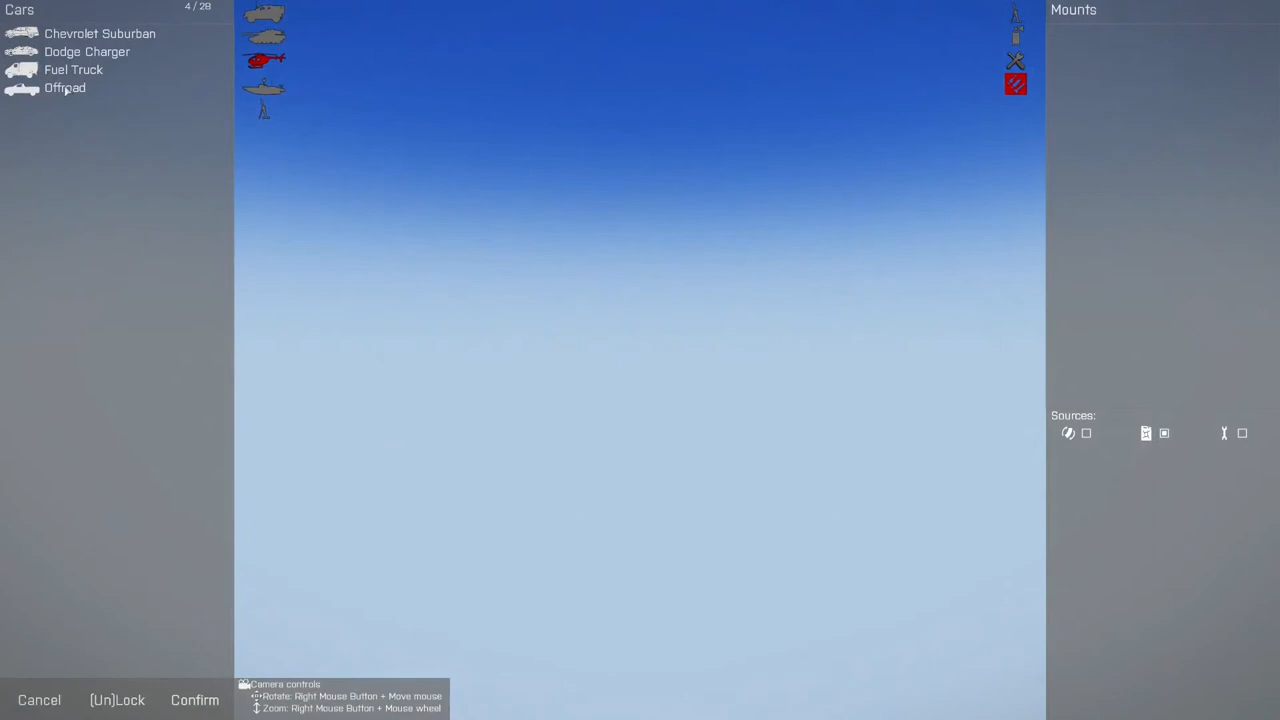 Cars
4 / 28
Chevrolet Suburban
Dodge Charger
Fuel Truck
Offroad
Mounts
Sources:
Cancel
(Un)Lock
Confirm
Camera controls
Rotate: Right Mouse Button + Move mouse
Zoom: Right Mouse Button + Mouse wheel